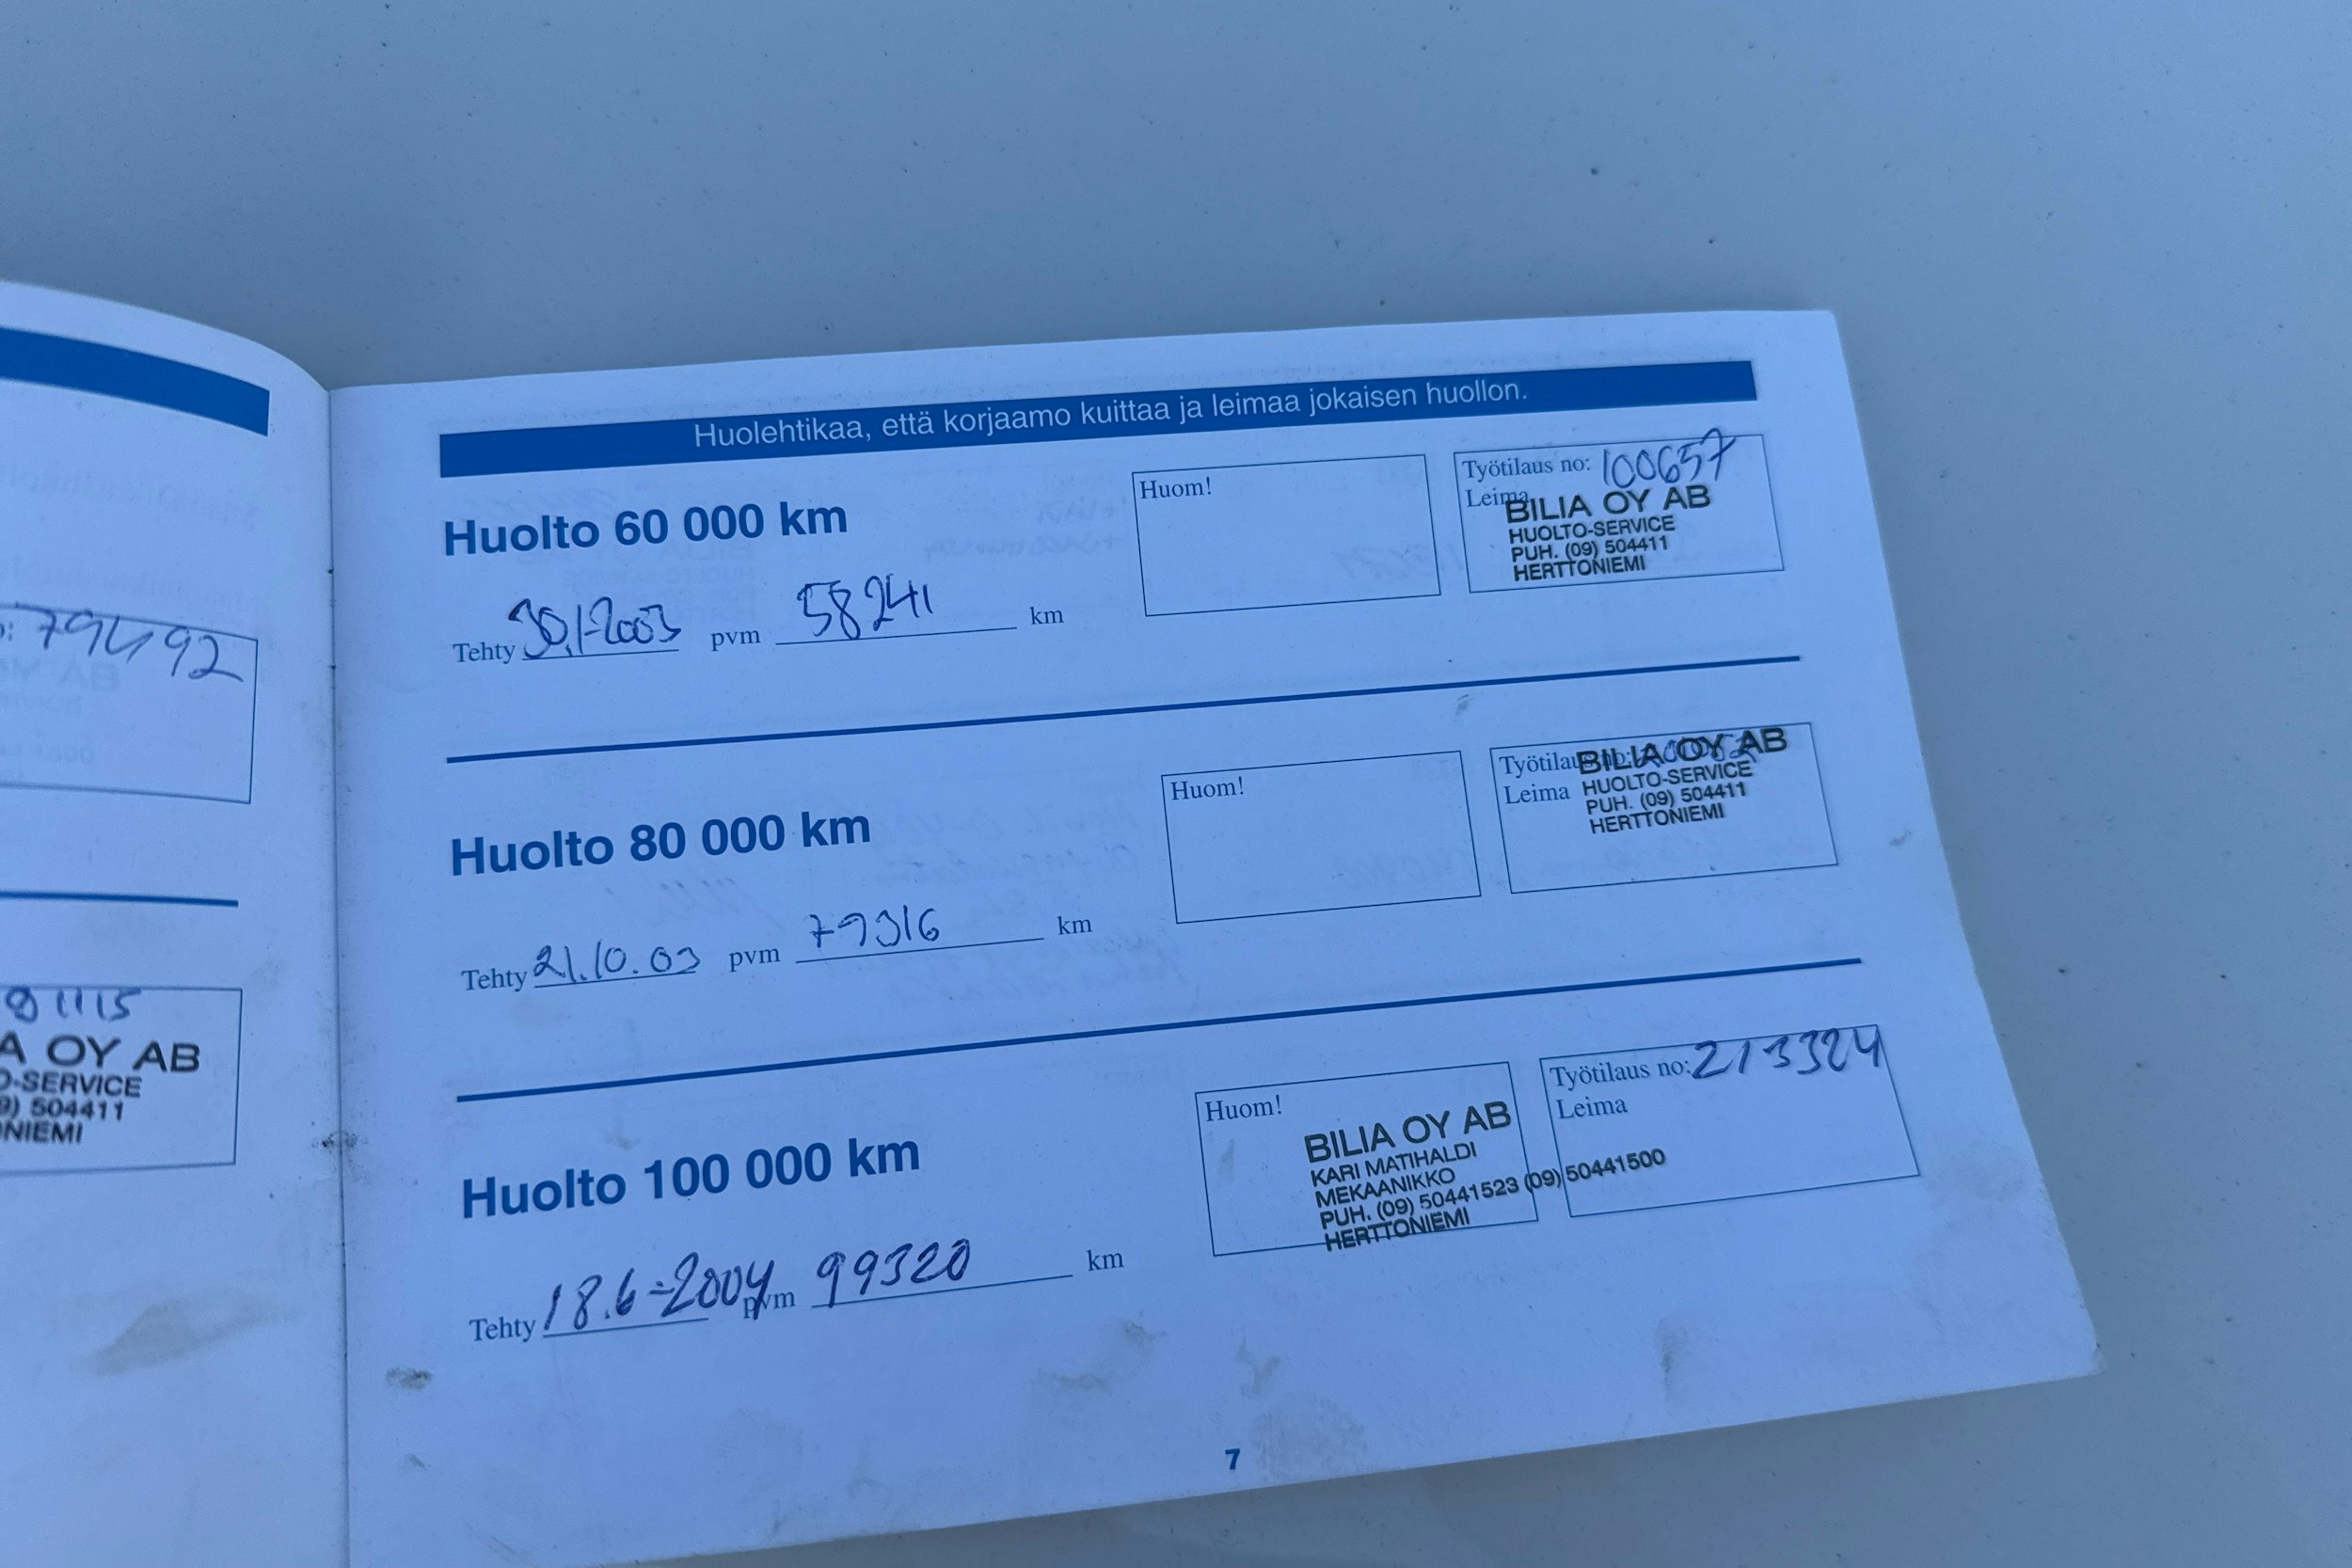 79492
81115
A OY AB
O-SERVICE
9) 504411
NIEMI
Huolehtikaa, että korjaamo kuittaa ja leimaa jokaisen huollon.
Huolto 60 000 km
Tehty 30.1-2003 pvm 58241 km
Huom!
Työtilaus no: 100657
Leima
BILIA OY AB
HUOLTO-SERVICE
PUH. (09) 504411
HERTTONIEMI
Huolto 80 000 km
Tehty 21.10.03 pvm 79316 km
Huom!
Työtilaus no:
Leima
BILIA OY AB
HUOLTO-SERVICE
PUH. (09) 504411
HERTTONIEMI
Huolto 100 000 km
Tehty 18.6-2004 pvm 99320 km
Huom!
BILIA OY AB
KARI MATIHALDI
MEKAANIKKO
PUH. (09) 50441523 (09) 50441500
HERTTONIEMI
Työtilaus no: 213324
Leima
7